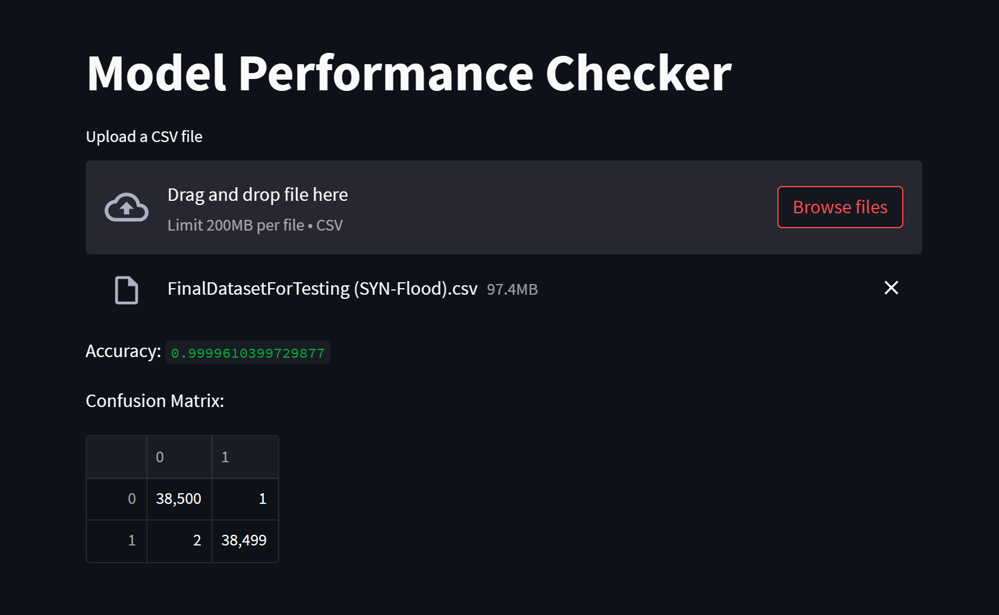 Model Performance Checker
Upload a CSV file
Drag and drop file here
Limit 200MB per file • CSV
Browse files
FinalDatasetForTesting (SYN-Flood).csv 97.4MB
Accuracy: 0.9999610399729877
Confusion Matrix:
0 1
0 38,500 1
1 2 38,499